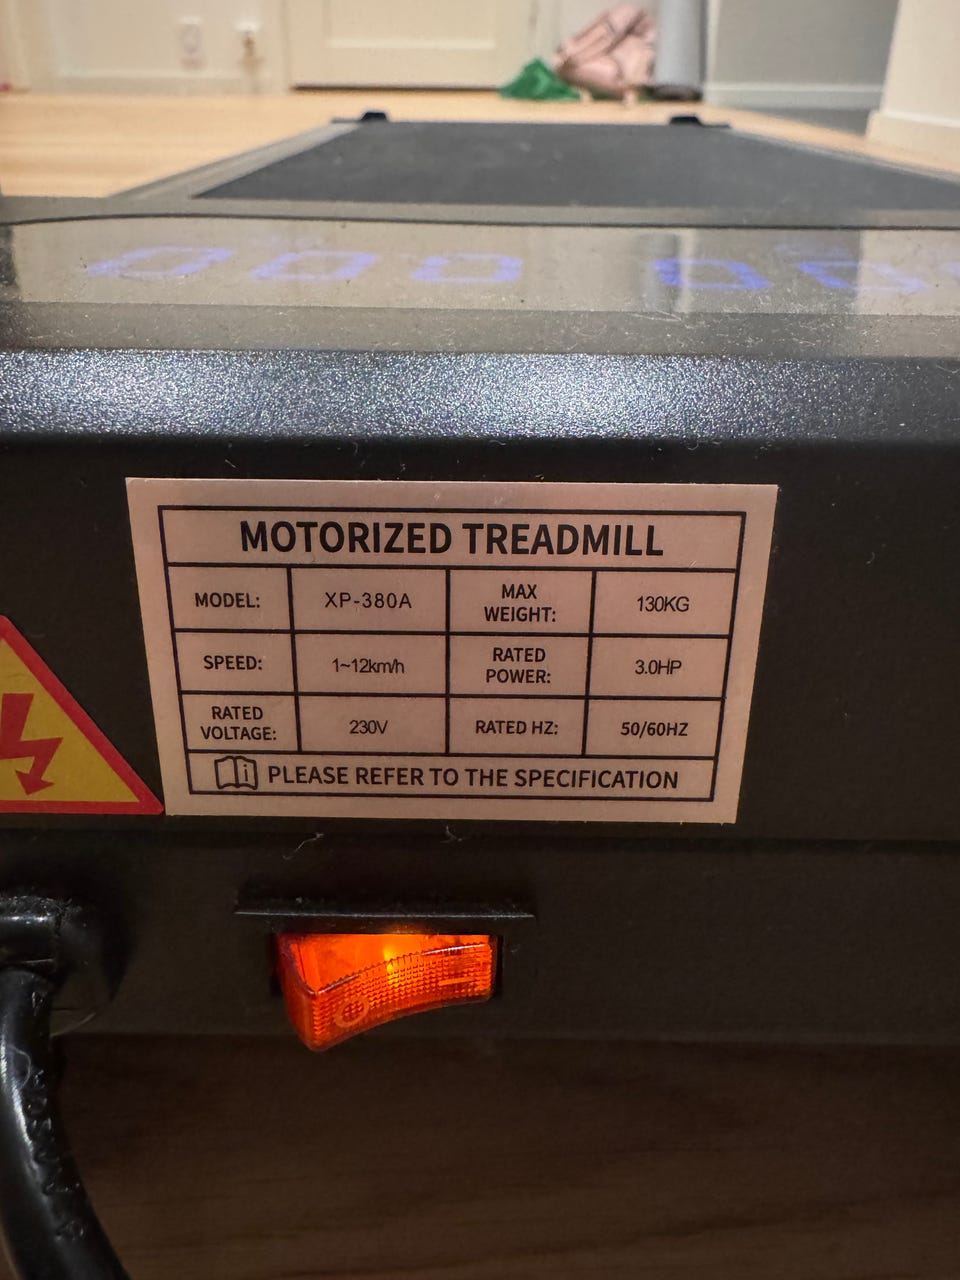 MOTORIZED TREADMILL
MODEL: XP-380A MAX WEIGHT: 130KG
SPEED: 1~12km/h RATED POWER: 3.0HP
RATED VOLTAGE: 230V RATED HZ: 50/60HZ
PLEASE REFER TO THE SPECIFICATION